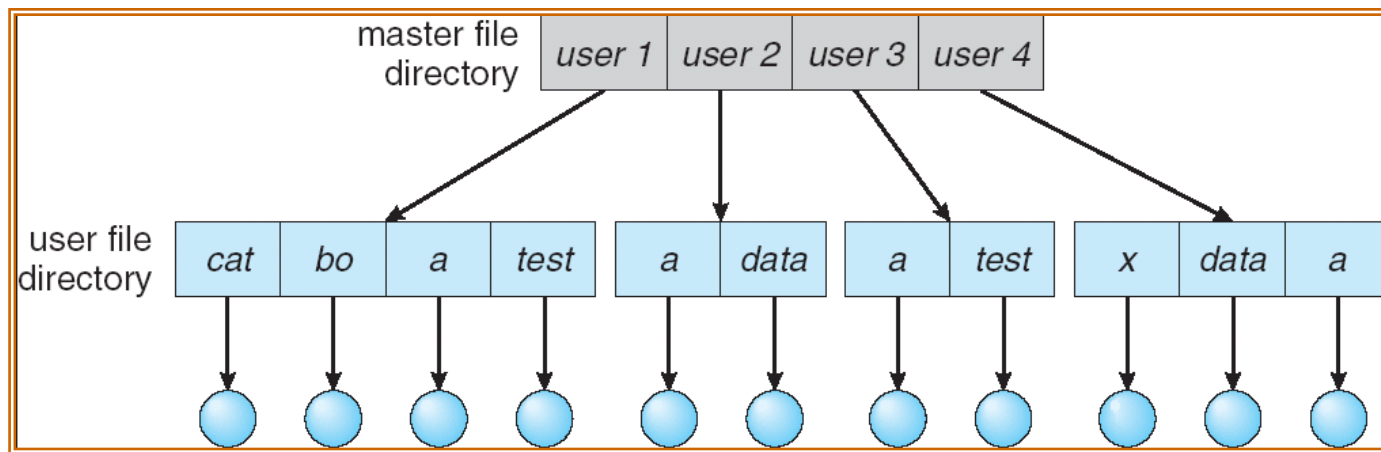 master file
directory
user 1 user 2 user 3 user 4
user file
directory
cat bo a test a data a test x data a